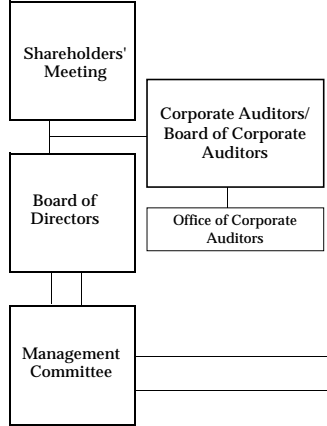 Shareholders'
Meeting
Corporate Auditors/
Board of Corporate
Auditors
Board of
Directors
Office of Corporate
Auditors
Management
Committee